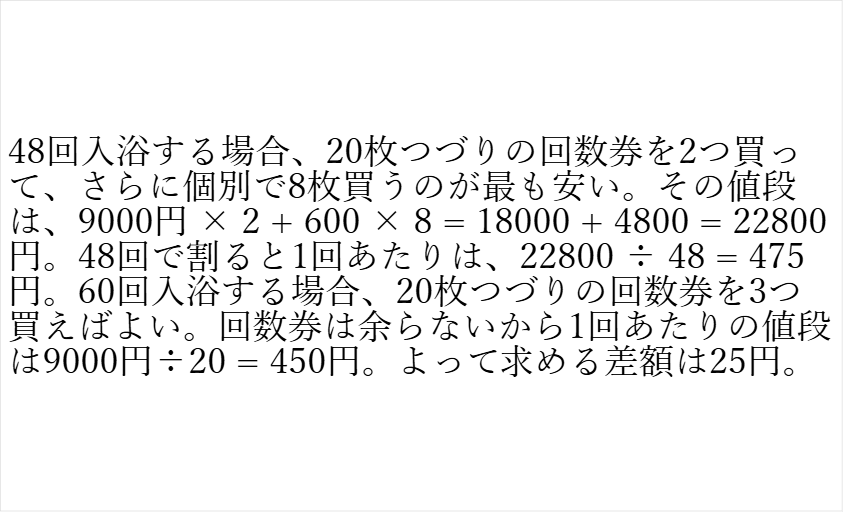 48回入浴する場合、20枚つづりの回数券を2つ買っ
て、さらに個別で8枚買うのが最も安い。その値段
は、9000円 × 2 + 600 × 8 = 18000 + 4800 = 22800
円。48回で割ると1回あたりは、22800 ÷ 48 = 475
円。60回入浴する場合、20枚つづりの回数券を3つ
買えばよい。回数券は余らないから1回あたりの値段
は9000円÷20 = 450円。よって求める差額は25円。